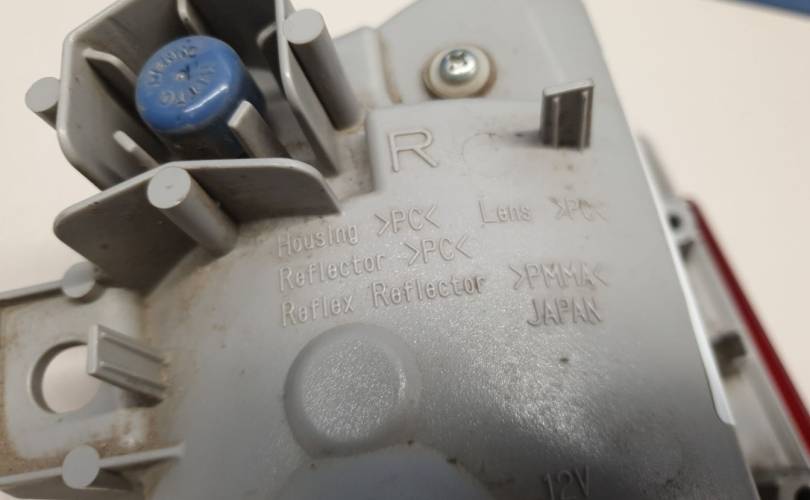 R
Housing >PC< Lens >PC<
Reflector >PC<
Reflex Reflector >PMMA<
JAPAN
12V